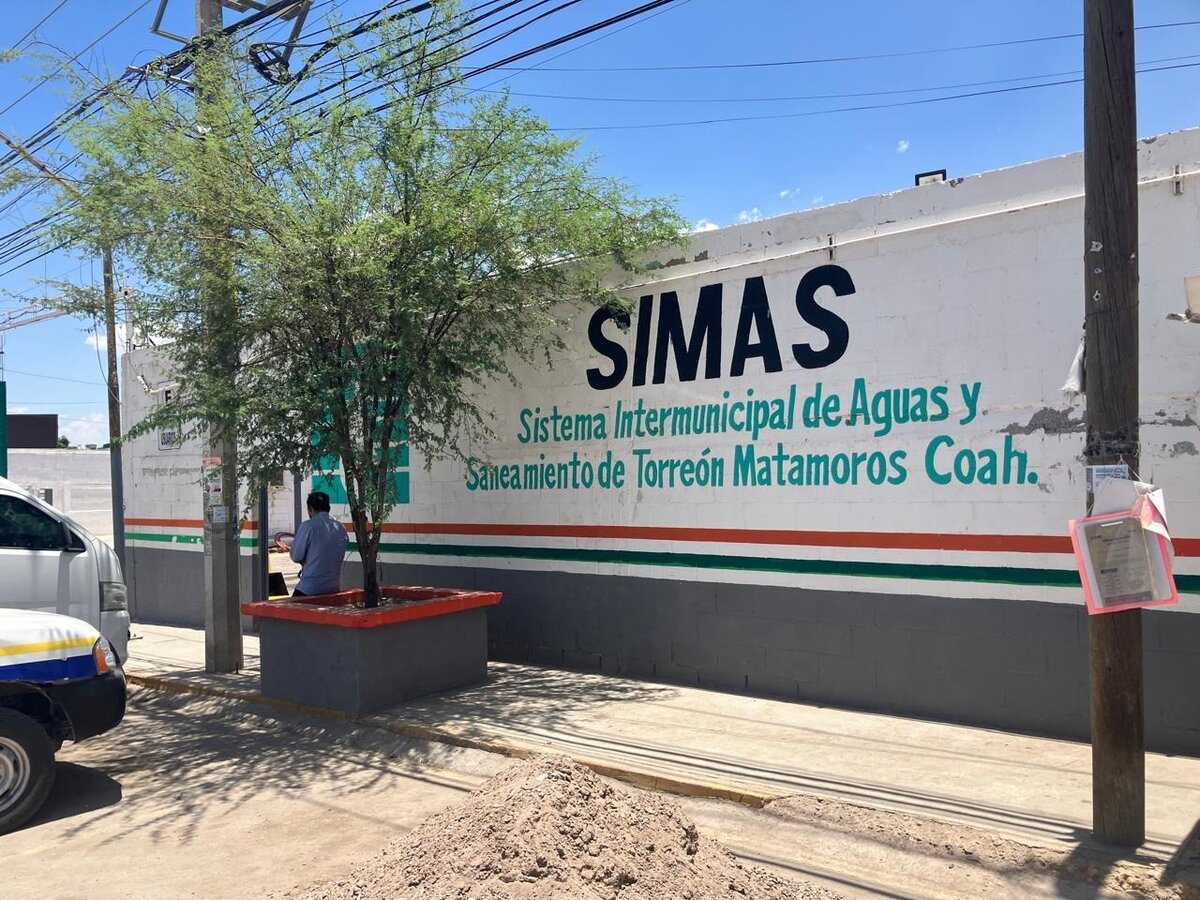 SIMAS
Sistema Intermunicipal de Aguas y
Saneamiento de Torreón Matamoros Coah.